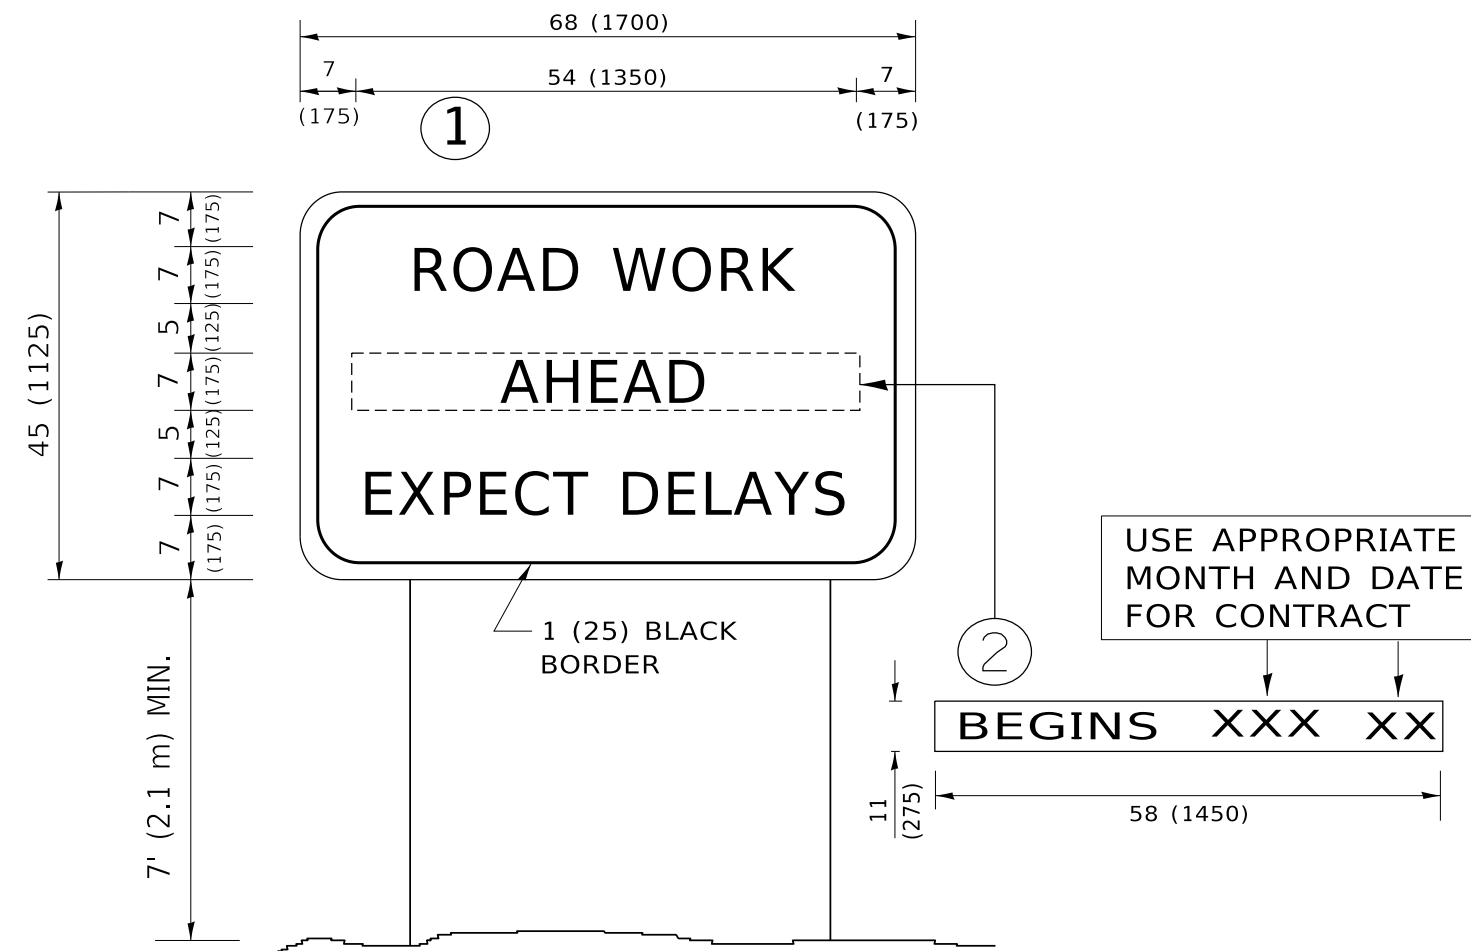 68 (1700)
7
54 (1350)
7
(175)
(175)
1
7
(175)
7
(175)
5
(125)
7
(175)
5
(125)
7
(175)
7
(175)
45 (1125)
ROAD WORK
AHEAD
EXPECT DELAYS
1 (25) BLACK
BORDER
7' (2.1 m) MIN.
USE APPROPRIATE
MONTH AND DATE
FOR CONTRACT
2
BEGINS XXX XX
11
(275)
58 (1450)